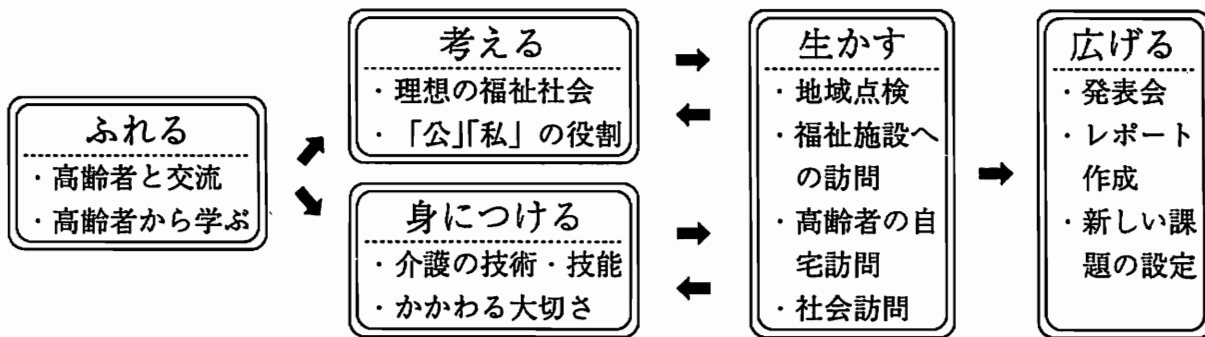 ふれる
・高齢者と交流
・高齢者から学ぶ
考える
・理想の福祉社会
・「公」「私」の役割
身につける
・介護の技術・技能
・かかわる大切さ
生かす
・地域点検
・福祉施設へ
の訪問
・高齢者の自
宅訪問
・社会訪問
広げる
・発表会
・レポート
作成
・新しい課
題の設定